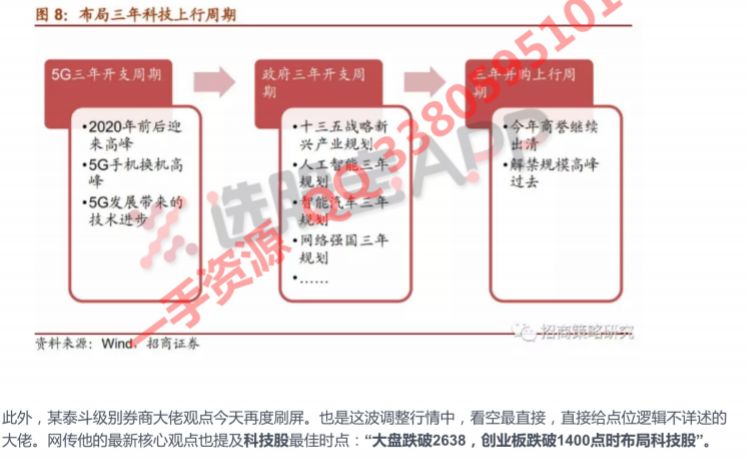 图 8：布局三年科技上行周期
5G三年开支周期
政府三年开支周
期
三年并购上行周
期
•2020年前后迎
来高峰
•5G手机换机高
峰
•5G发展带来的
技术进步
•十三五战略新
兴产业规划
•人工智能三年
规划
•智能汽车三年
规划
•网络强国三年
规划
•……
•今年商誉继续
出清
•解禁规模高峰
过去
选股宝APP
一手资源 QQ3380595101
招商策略研究
资料来源：Wind、招商证券
此外，某泰斗级别券商大佬观点今天再度刷屏。也是这波调整行情中，看空最直接，直接给点位逻辑不详述的
大佬。网传他的最新核心观点也提及科技股最佳时点：“大盘跌破2638，创业板跌破1400点时布局科技股”。